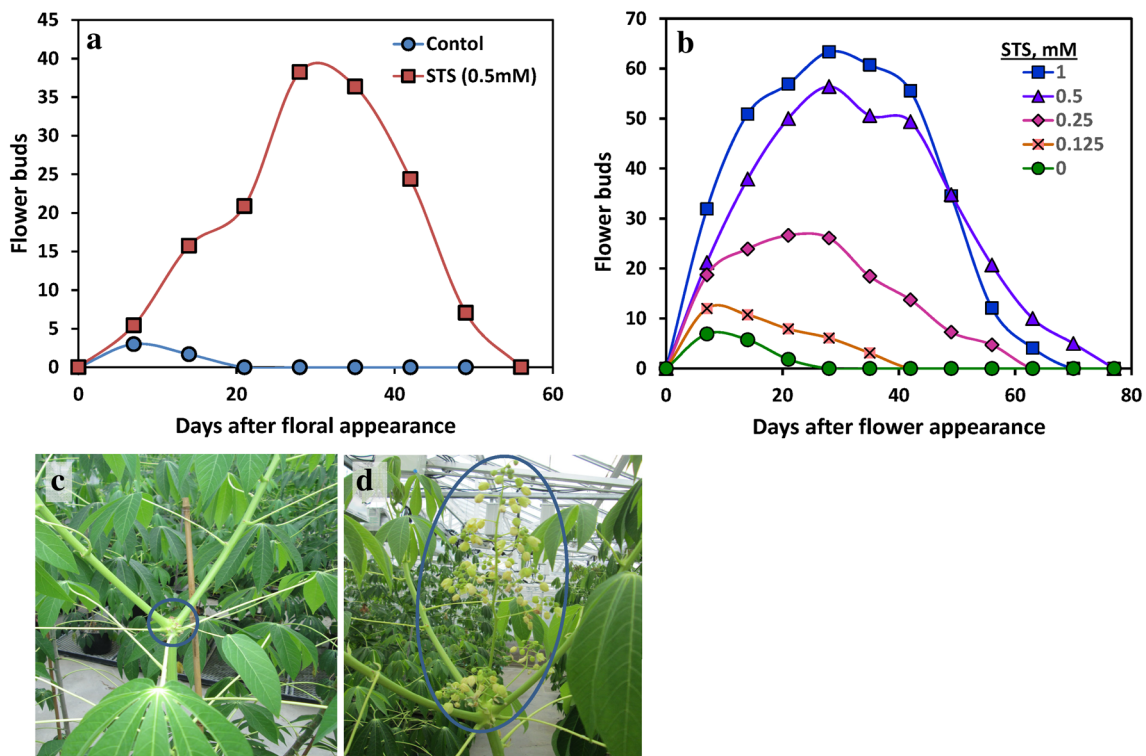 a
Contol
STS (0.5mM)
45
40
35
30
25
20
15
10
5
0
Flower buds
0
20
40
60
Days after floral appearance
b
STS, mM
1
0.5
0.25
0.125
0
70
60
50
40
30
20
10
0
Flower buds
0
20
40
60
80
Days after flower appearance
c
d